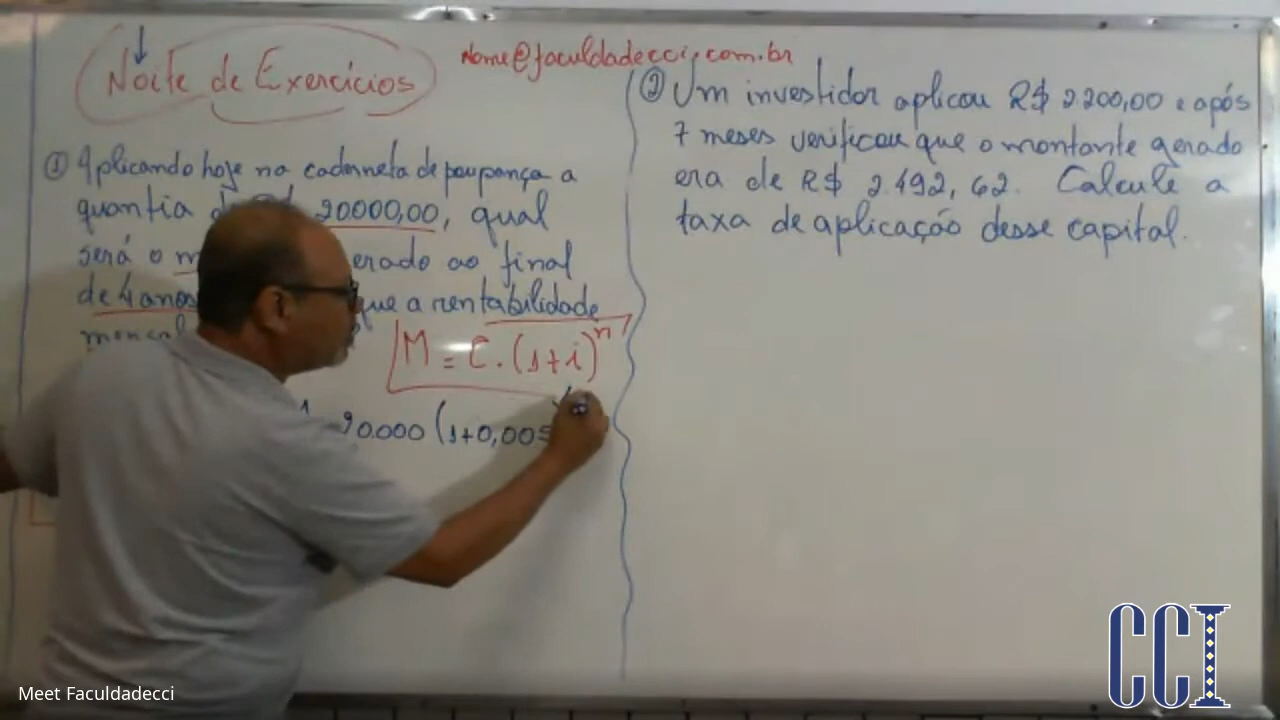 Noite de Exercícios
Nome@faculdadecci.com.br
① Aplicando hoje na caderneta de poupança a
quantia 20000,00, qual
será o erado ao final
de 4 anos que a rentabilidade
M = C.(1+i)^n
20.000 (1+0,005
② Um investidor aplicou R$ 2.200,00 e após
7 meses verificou que o montante gerado
era de R$ 2.492,62. Calcule a
taxa de aplicação desse capital.
CCI
Meet Faculdadecci